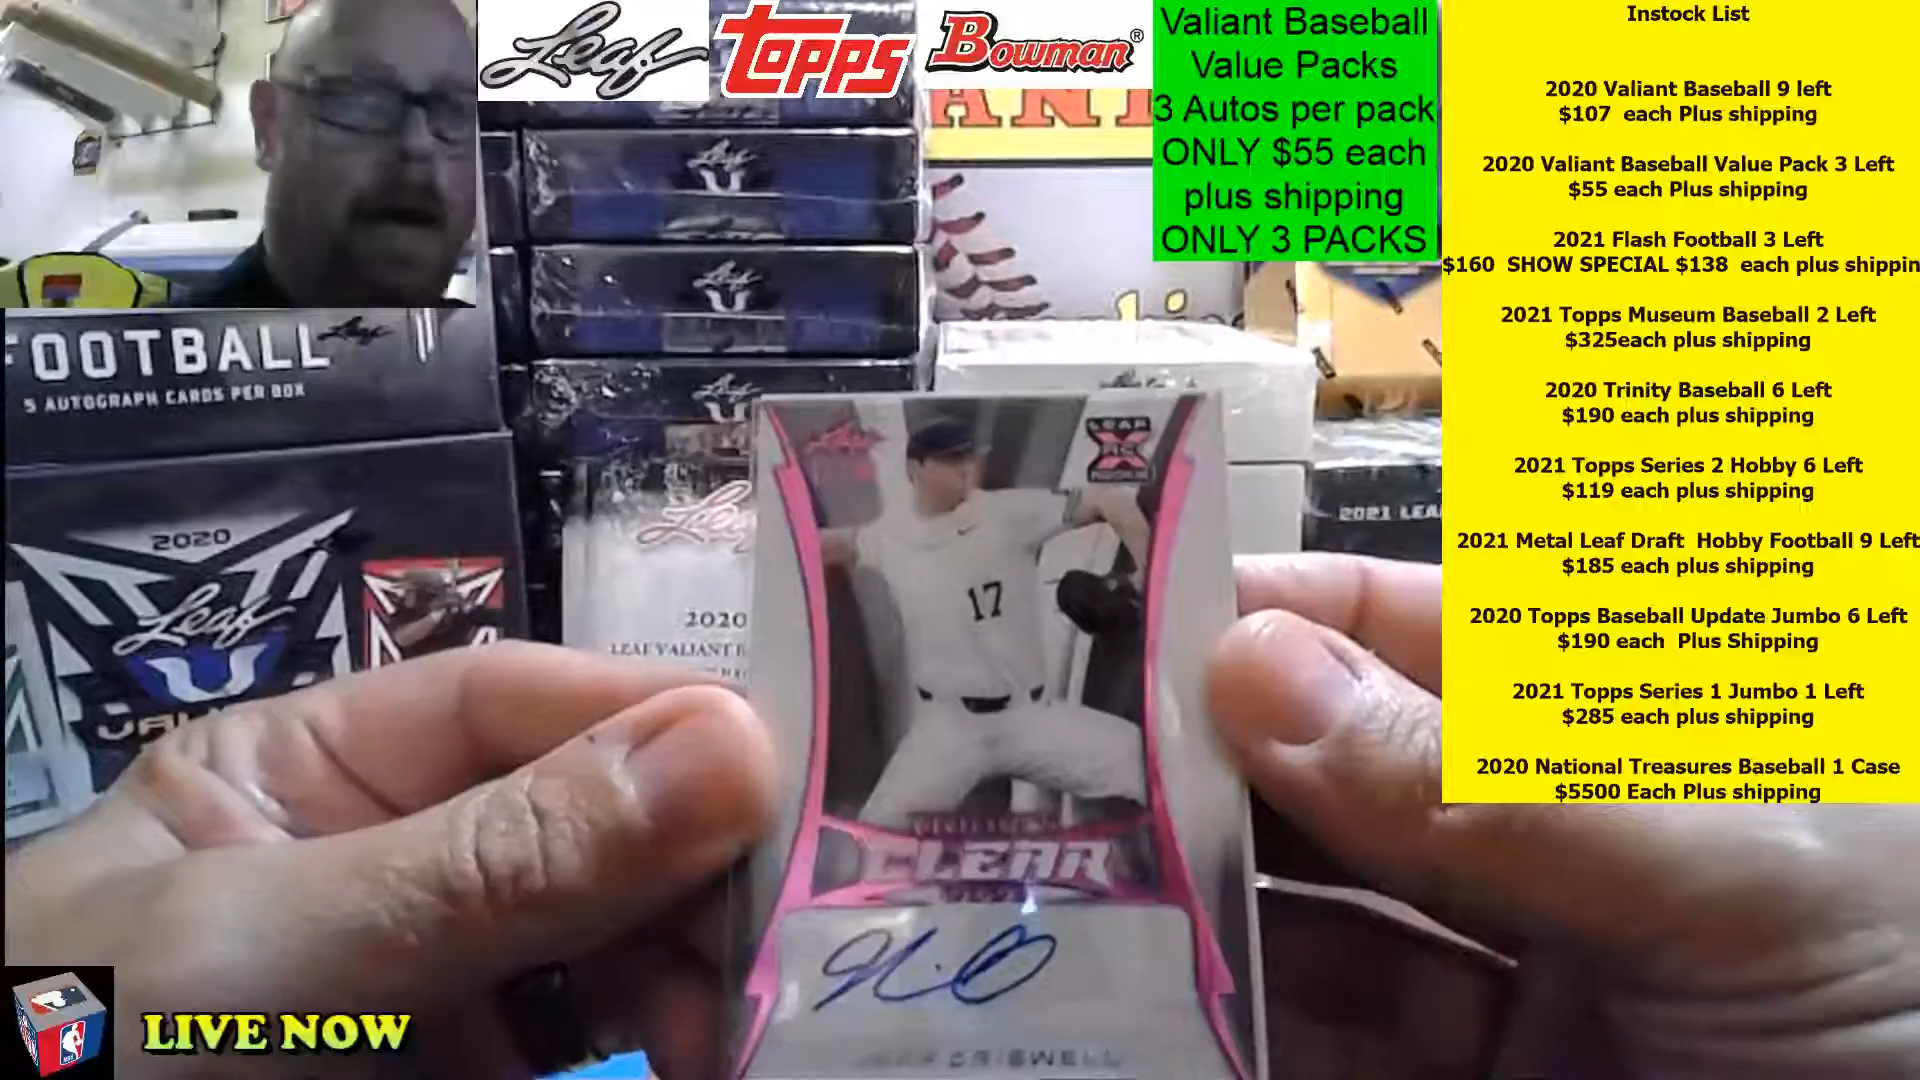 Leaf
TOPPS
Bowman®
Valiant Baseball
Value Packs
3 Autos per pack
ONLY $55 each
plus shipping
ONLY 3 PACKS
Instock List
2020 Valiant Baseball 9 left
$107 each Plus shipping
2020 Valiant Baseball Value Pack 3 Left
$55 each Plus shipping
2021 Flash Football 3 Left
$160 SHOW SPECIAL $138 each plus shippin
2021 Topps Museum Baseball 2 Left
$325each plus shipping
2020 Trinity Baseball 6 Left
$190 each plus shipping
2021 Topps Series 2 Hobby 6 Left
$119 each plus shipping
2021 Metal Leaf Draft Hobby Football 9 Left
$185 each plus shipping
2020 Topps Baseball Update Jumbo 6 Left
$190 each Plus Shipping
2021 Topps Series 1 Jumbo 1 Left
$285 each plus shipping
2020 National Treasures Baseball 1 Case
$5500 Each Plus shipping
FOOTBALL Leaf
5 AUTOGRAPH CARDS PER BOX
2020
Leaf
Leaf
2020
LEAF VALIANT B
2021 LEA
Leaf
LEAF
17
CLEAR
CRISWELL
LIVE NOW